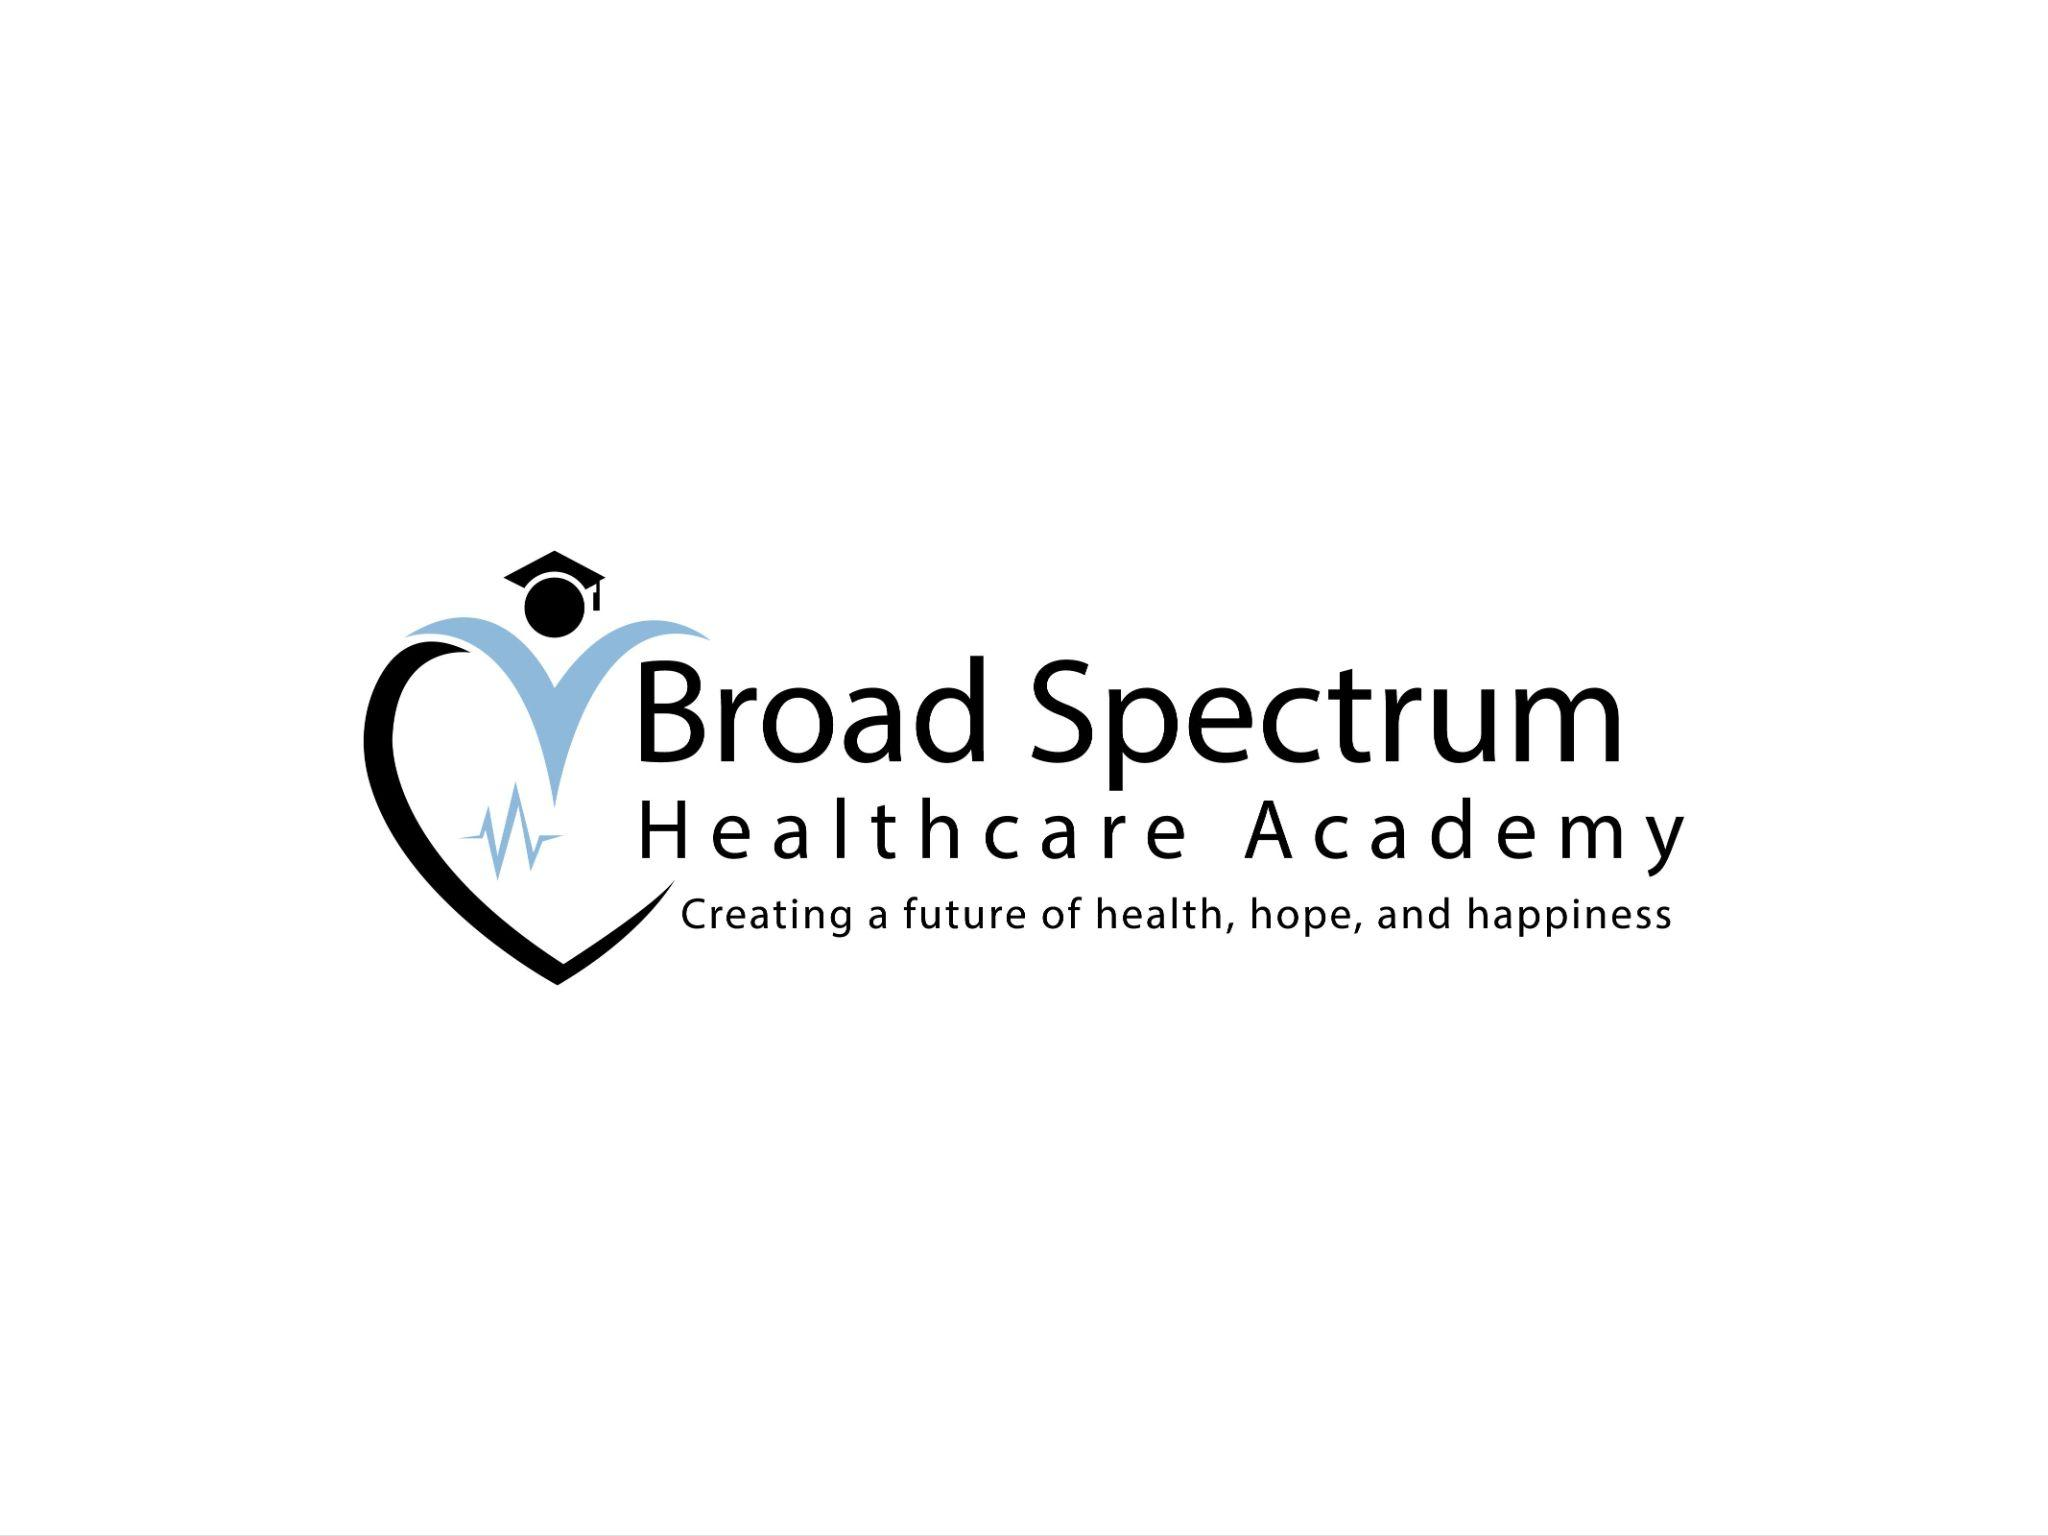 Broad Spectrum
Healthcare Academy
Creating a future of health, hope, and happiness